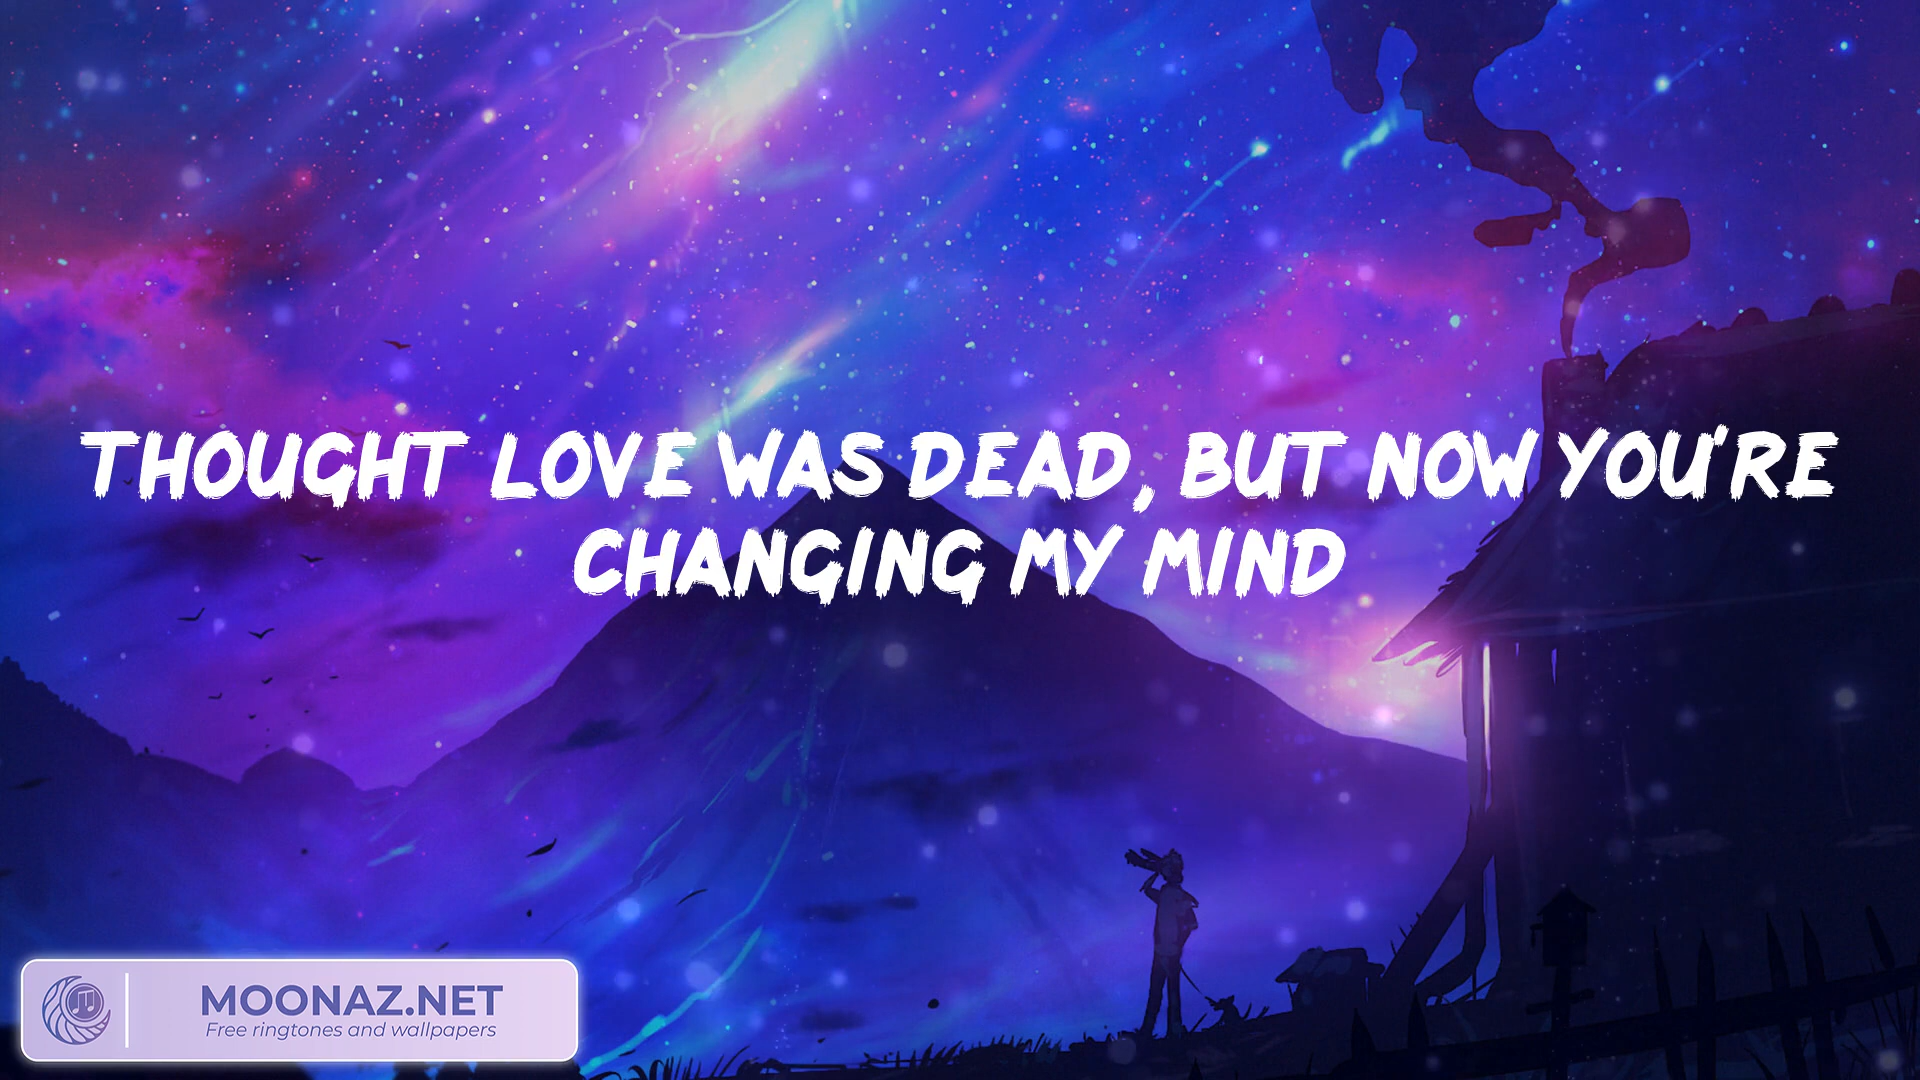 THOUGHT LOVE WAS DEAD, BUT NOW YOU'RE
CHANGING MY MIND
MOONAZ.NET
Free ringtones and wallpapers